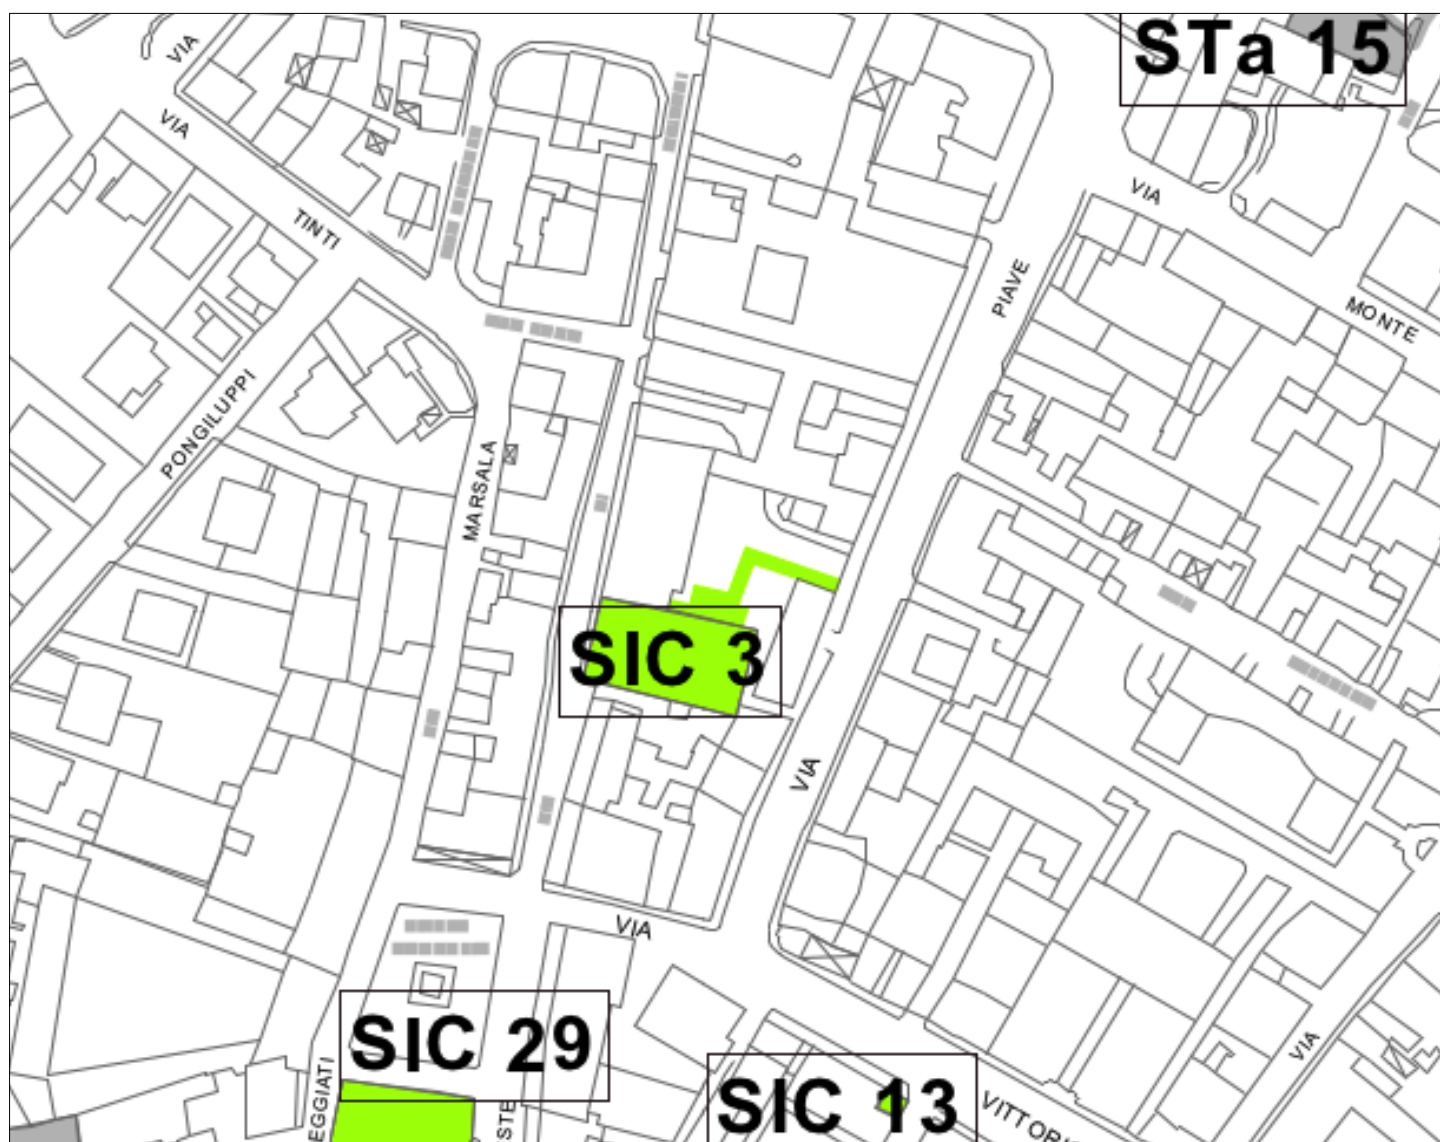 STa 15
VIA
VIA
TINTI
VIA
PIAVE
MONTE
PONGILUPPI
MARSALA
SIC 3
VIA
VIA
SIC 29
VIA
EGGIATI
STE
SIC 13
VITTORI